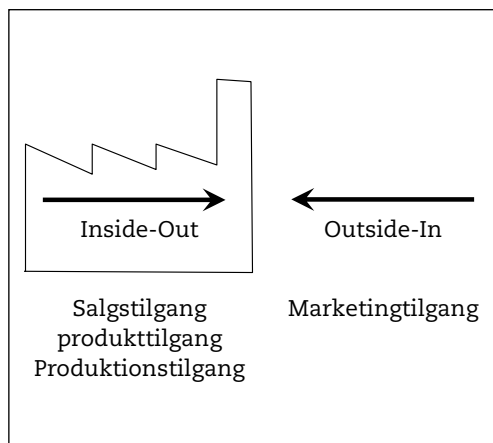 Inside-Out
Outside-In
Salgstilgang
produkttilgang
Produktionstilgang
Marketingtilgang